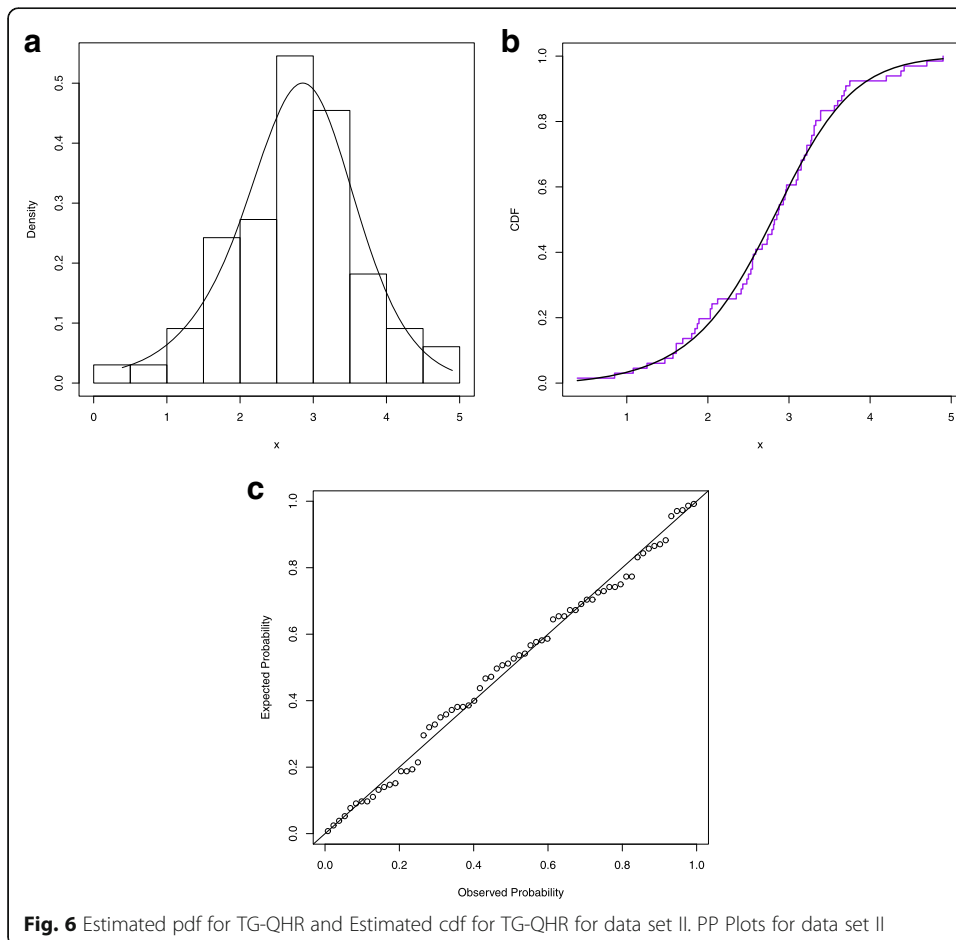 a
Density
0.0 0.1 0.2 0.3 0.4 0.5
0 1 2 3 4 5
x
b
CDF
0.0 0.2 0.4 0.6 0.8 1.0
1 2 3 4 5
x
c
Expected Probability
0.0 0.2 0.4 0.6 0.8 1.0
0.0 0.2 0.4 0.6 0.8 1.0
Observed Probability
Fig. 6 Estimated pdf for TG-QHR and Estimated cdf for TG-QHR for data set II. PP Plots for data set II